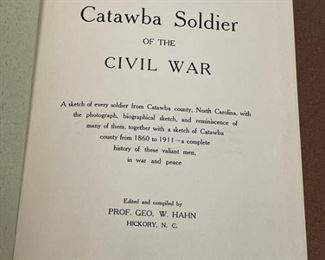 Catawba Soldier
OF THE
CIVIL WAR
A sketch of every soldier from Catawba county, North Carolina, with
the photograph, biographical sketch, and reminiscence of
many of them, together with a sketch of Catawba
county from 1860 to 1911—a complete
history of these valiant men,
in war and peace
Edited and compiled by
PROF. GEO. W. HAHN
HICKORY, N. C.